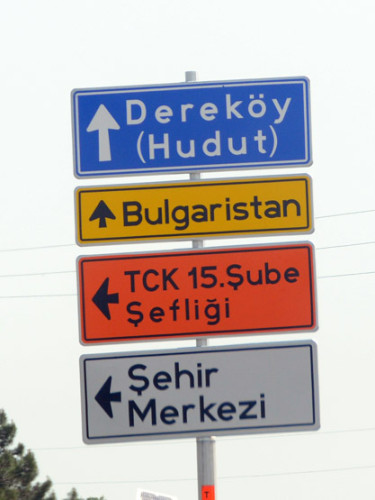 Dereköy
(Hudut)
Bulgaristan
TCK 15.Şube
Şefliği
Şehir
Merkezi
T